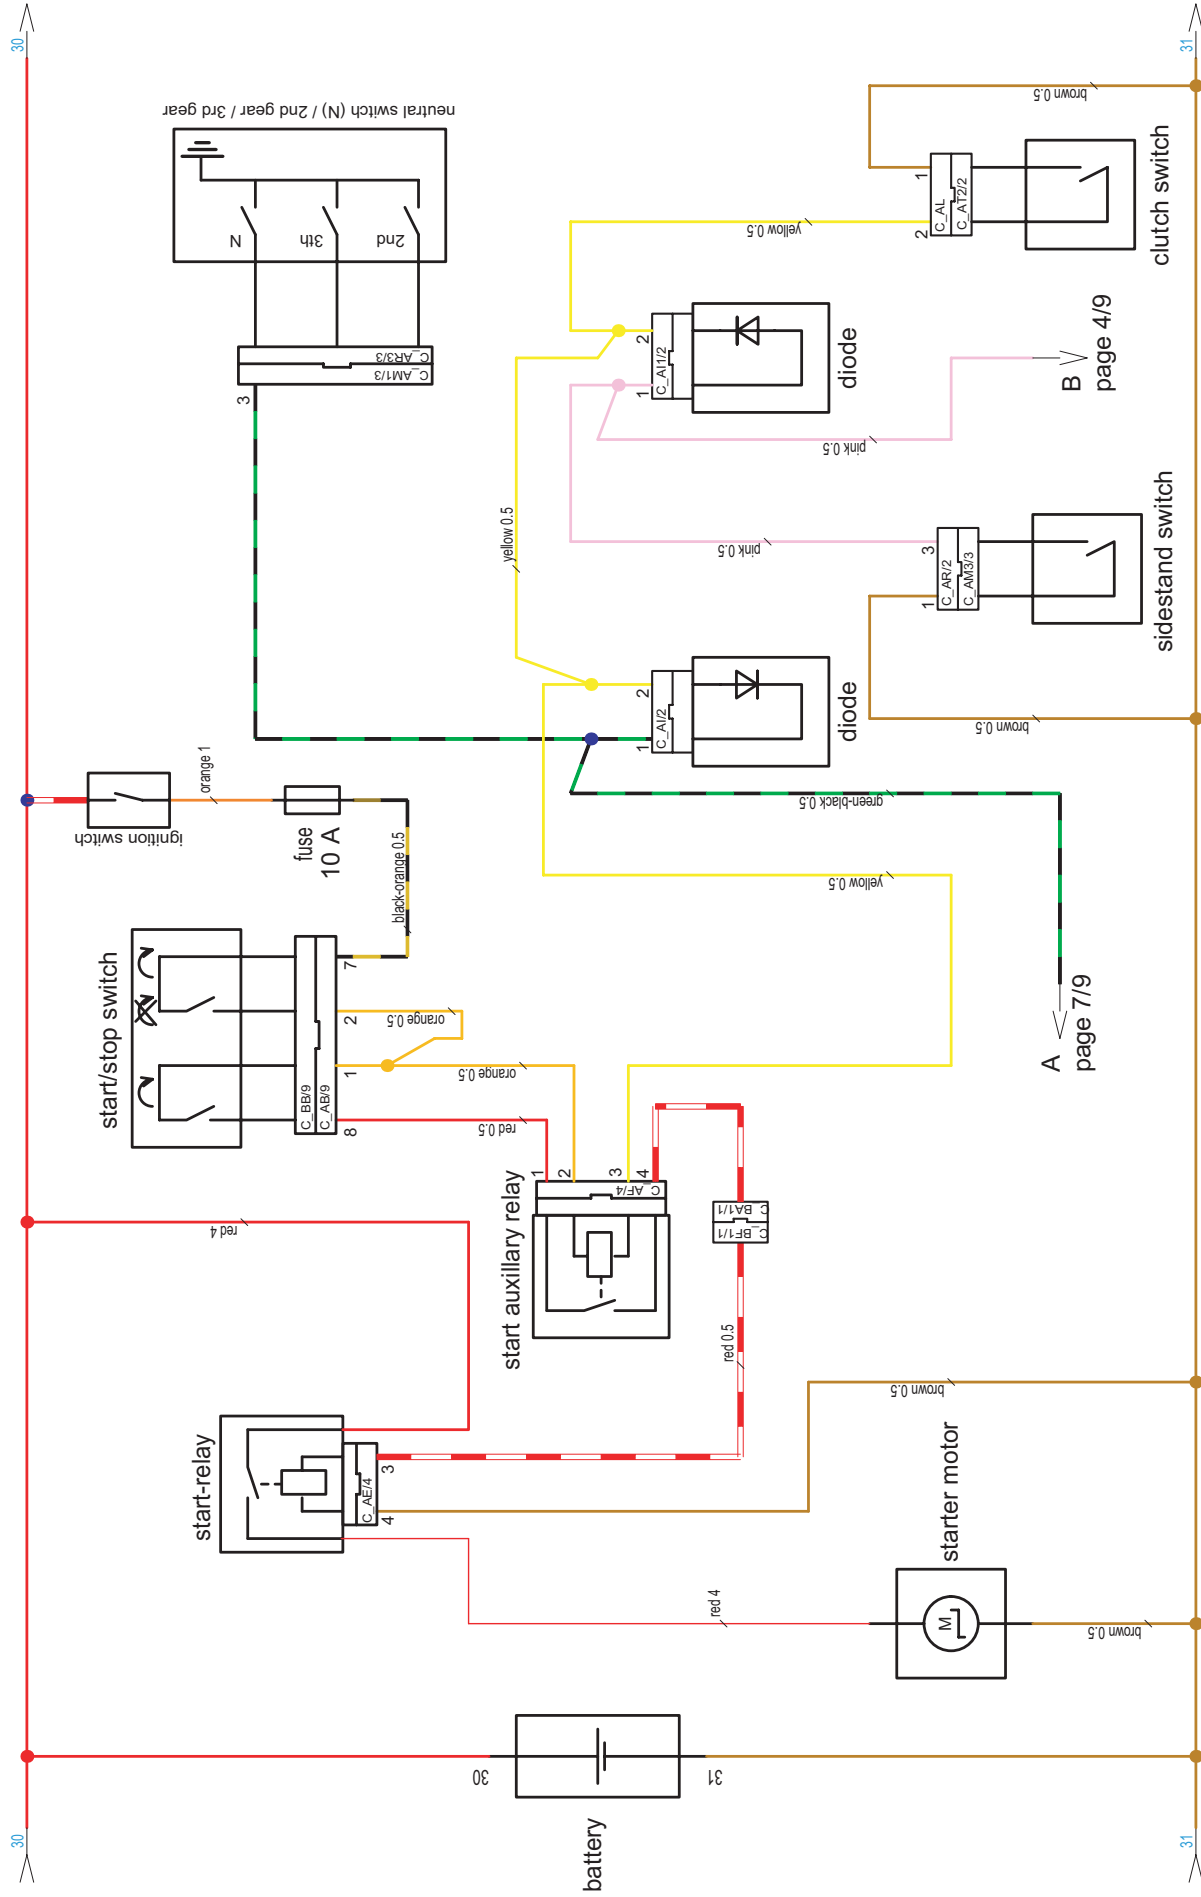 30
31
neutral switch (N) / 2nd gear / 3rd gear
N
3th
2nd
C_AR3/3
C_AM1/3
3
brown 0.5
1
2
C_AL
C_AT2/2
clutch switch
yellow 0.5
2
1
C_AI1/2
diode
pink 0.5
B
page 4/9
yellow 0.5
pink 0.5
1
3
C_AR/2
C_AM3/3
sidestand switch
brown 0.5
2
1
C_AI/2
diode
green-black 0.5
yellow 0.5
A
page 7/9
ignition switch
orange 1
fuse
10 A
black-orange 0.5
start/stop switch
C_BB/9
C_AB/9
7
2
1
8
orange 0.5
orange 0.5
red 0.5
start auxillary relay
1
2
3
4
C_AF/4
C_BA1/1
C_BF1/1
red 0.5
red 4
start-relay
C_AE/4
3
4
brown 0.5
red 4
starter motor
M
brown 0.5
battery
30
31
30
31